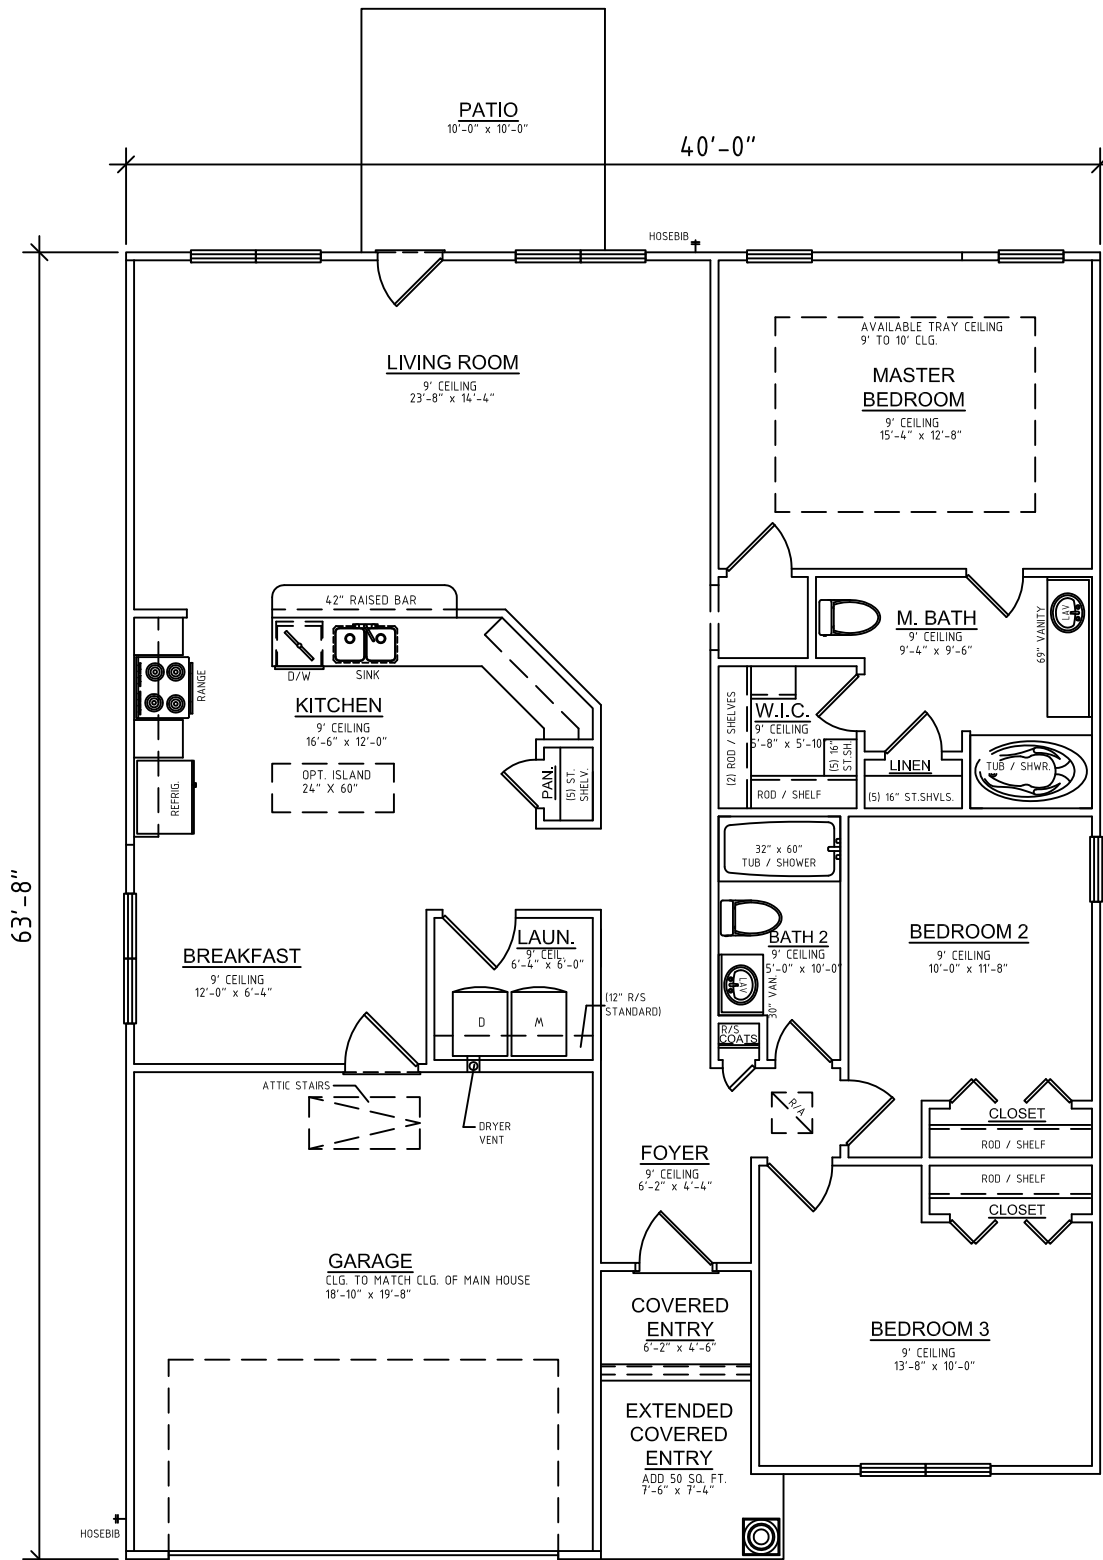 PATIO
10'-0" x 10'-0"
40'-0"
HOSEBIB
63'-8"
LIVING ROOM
9' CEILING
23'-8" x 14'-4"
AVAILABLE TRAY CEILING
9' TO 10' CLG.
MASTER
BEDROOM
9' CEILING
15'-4" x 12'-8"
42" RAISED BAR
D/W
SINK
RANGE
REFRIG.
KITCHEN
9' CEILING
16'-6" x 12'-0"
OPT. ISLAND
24" X 60"
PAN.
(5) ST.
SHELV.
M. BATH
9' CEILING
9'-4" x 9'-6"
69" VANITY
LAV
W.I.C.
9' CEILING
5'-8" x 5'-10
(2) ROD / SHELVES
(5) 16"
ST.SH.
ROD / SHELF
LINEN
(5) 16" ST.SHVLS.
TUB / SHWR.
32" x 60"
TUB / SHOWER
BATH 2
9' CEILING
5'-0" x 10'-0"
LAV
30" VAN.
R/S
COATS
BEDROOM 2
9' CEILING
10'-0" x 11'-8"
BREAKFAST
9' CEILING
12'-0" x 6'-4"
LAUN.
9' CEIL.
6'-4" x 6'-0"
D
M
(12" R/S
STANDARD)
ATTIC STAIRS
DRYER
VENT
R/A
CLOSET
ROD / SHELF
ROD / SHELF
CLOSET
FOYER
9' CEILING
6'-2" x 4'-4"
GARAGE
CLG. TO MATCH CLG. OF MAIN HOUSE
18'-10" x 19'-8"
COVERED
ENTRY
6'-2" x 4'-6"
BEDROOM 3
9' CEILING
13'-8" x 10'-0"
EXTENDED
COVERED
ENTRY
ADD 50 SQ. FT.
7'-6" x 7'-4"
HOSEBIB